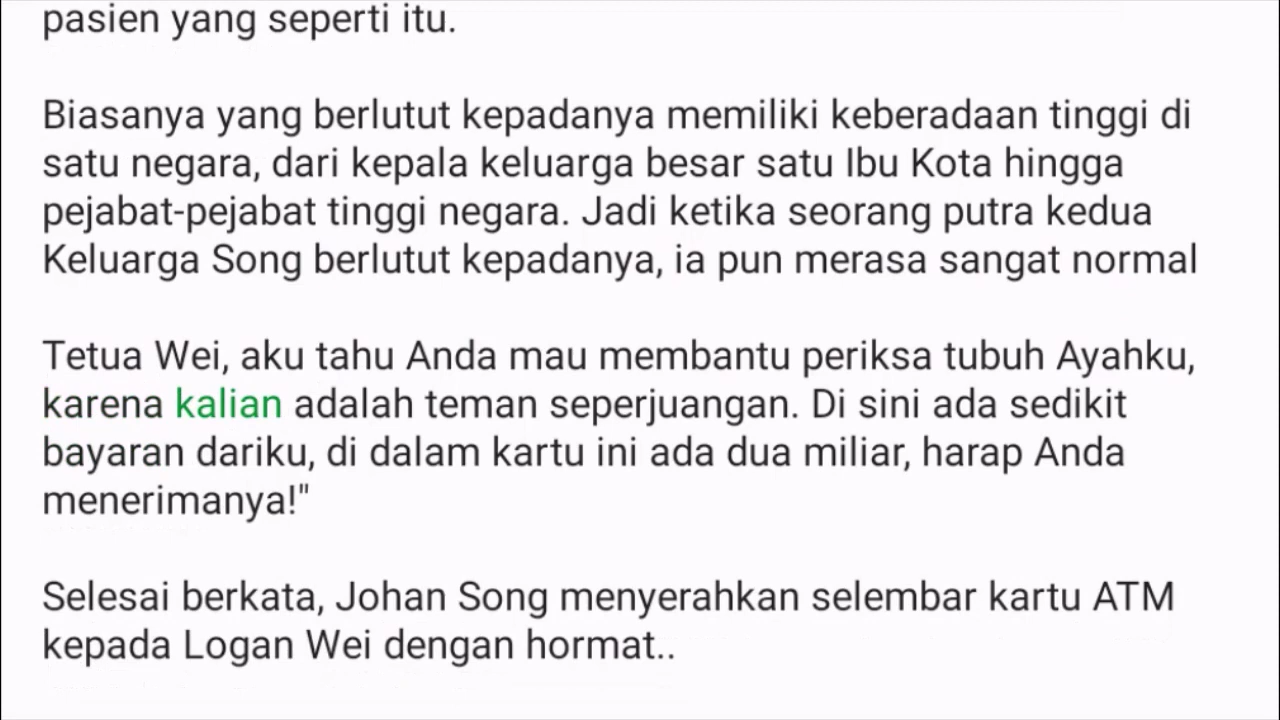 pasien yang seperti itu.
Biasanya yang berlutut kepadanya memiliki keberadaan tinggi di
satu negara, dari kepala keluarga besar satu Ibu Kota hingga
pejabat-pejabat tinggi negara. Jadi ketika seorang putra kedua
Keluarga Song berlutut kepadanya, ia pun merasa sangat normal
Tetua Wei, aku tahu Anda mau membantu periksa tubuh Ayahku,
karena kalian adalah teman seperjuangan. Di sini ada sedikit
bayaran dariku, di dalam kartu ini ada dua miliar, harap Anda
menerimanya!"
Selesai berkata, Johan Song menyerahkan selembar kartu ATM
kepada Logan Wei dengan hormat..